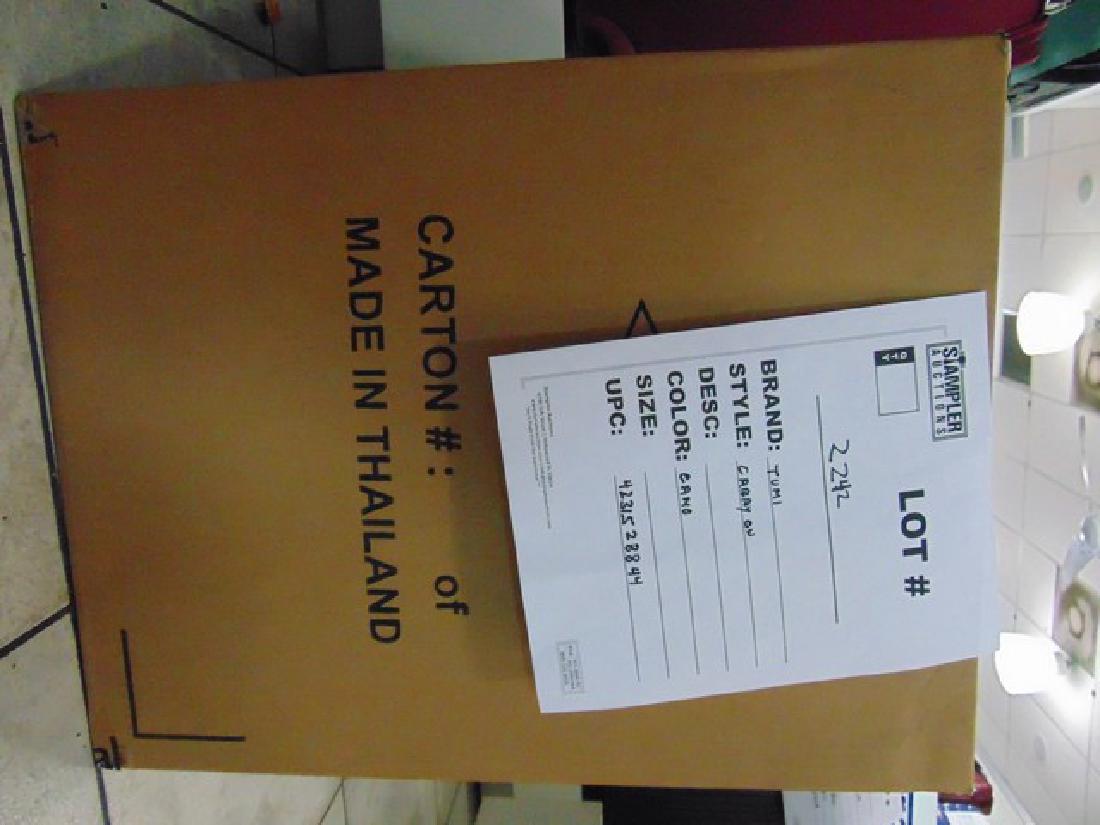 STAMPLER
AUCTIONS
LOT #
QTY
2242
BRAND: TUMI
STYLE: CARRY ON
DESC:
COLOR: CAMO
SIZE:
UPC: 42315 28844
CARTON #: of
MADE IN THAILAND